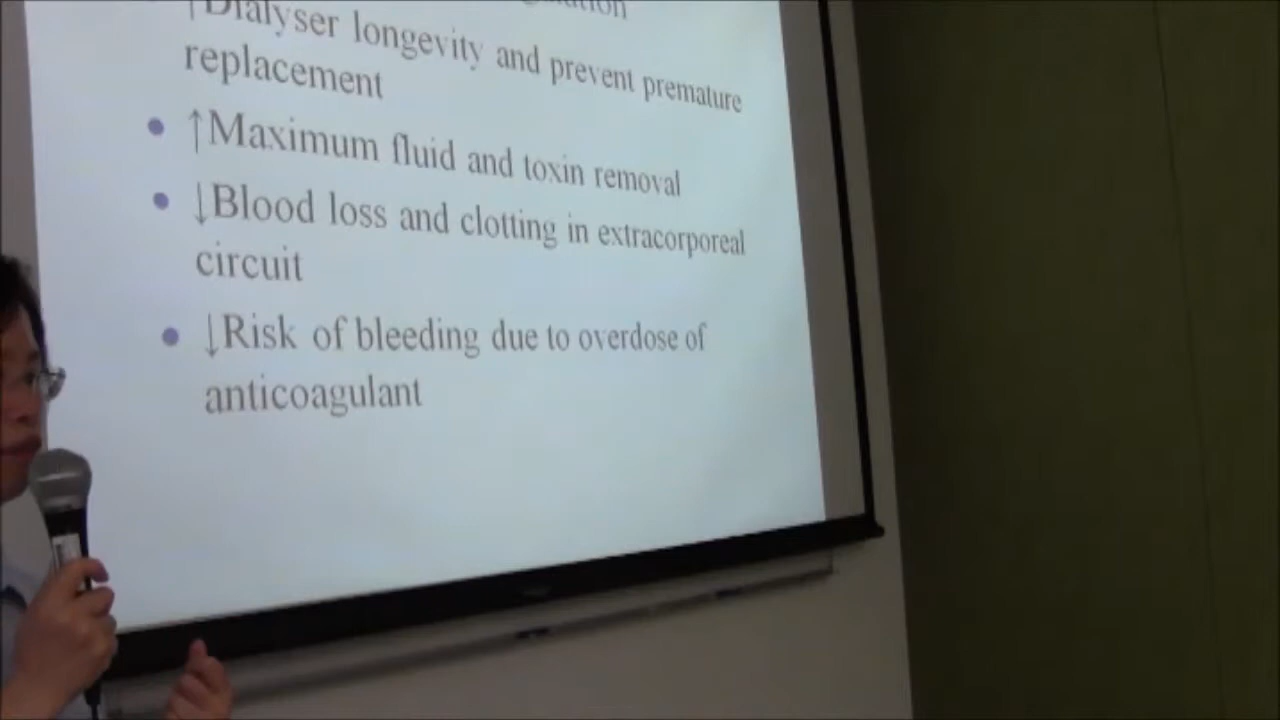 ↑Dialyser longevity and prevent premature
replacement
• ↑Maximum fluid and toxin removal
• ↓Blood loss and clotting in extracorporeal
circuit
• ↓Risk of bleeding due to overdose of
anticoagulant